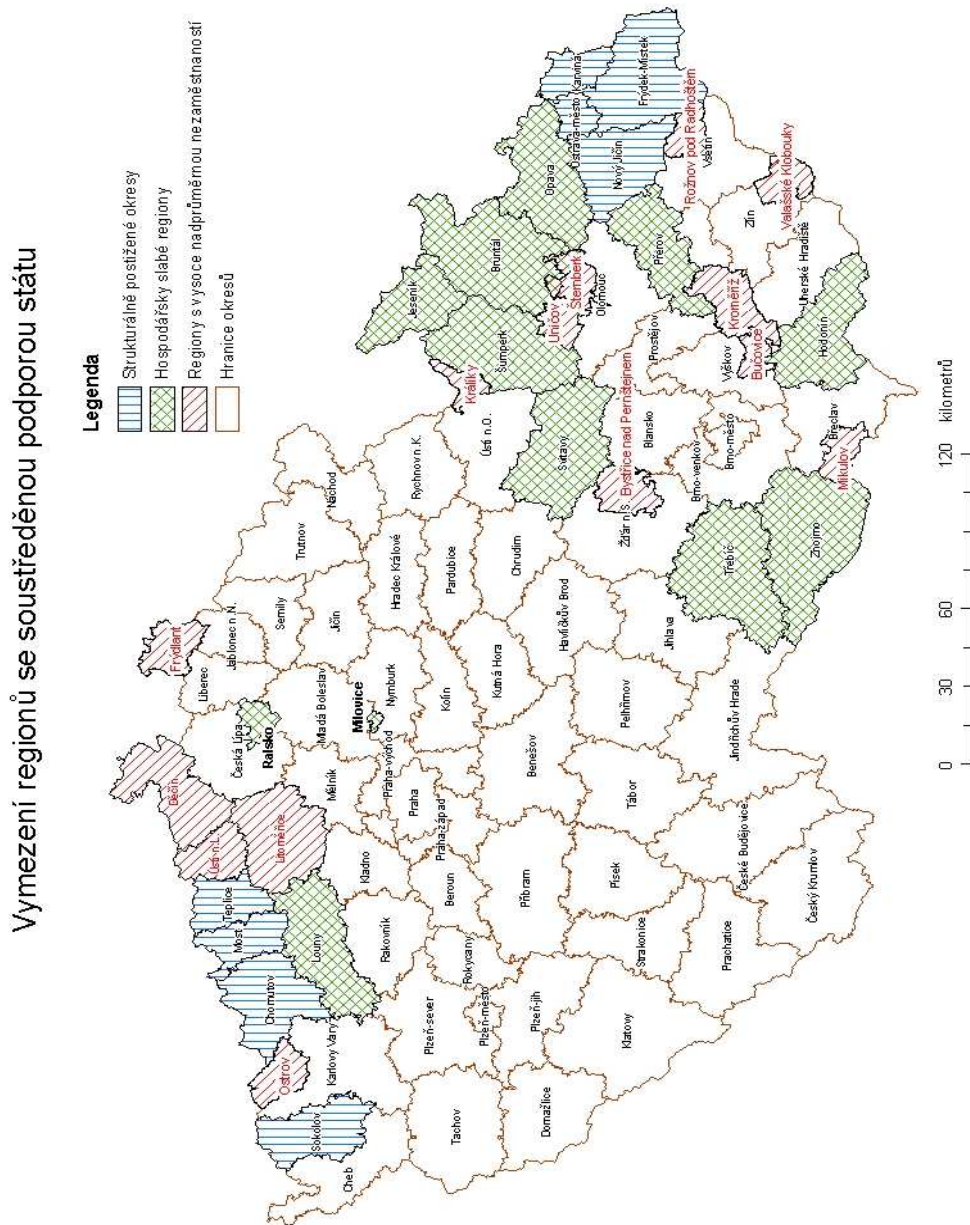 Vymezení regionů se soustředěnou podporou státu
Legenda
Strukturálně postižené okresy
Hospodářsky slabé regiony
Regiony s vysoce nadprůměrnou nezaměstnaností
Hranice okresů
Frýdlant
Děčín
Liberec
Jablonec n.N.
Česká Lípa
Ralsko
Semily
Trutnov
Ústí n.L.
Teplice
Most
Chomutov
Litoměřice
Louny
Mělník
Mladá Boleslav
Jičín
Náchod
Ostrov
Karlovy Vary
Sokolov
Cheb
Rakovník
Kladno
Milovice
Nymburk
Hradec Králové
Rychnov n.K.
Praha-východ
Praha
Praha-západ
Kolín
Pardubice
Ústí n.O.
Králíky
Jeseník
Šumperk
Bruntál
Opava
Ostrava-město
Karviná
Plzeň-sever
Rokycany
Beroun
Tachov
Plzeň-město
Plzeň-jih
Příbram
Benešov
Kutná Hora
Chrudim
Havlíčkův Brod
Svitavy
Uničov
Šternberk
Olomouc
Nový Jičín
Frýdek-Místek
Domažlice
Klatovy
Strakonice
Písek
Tábor
Pelhřimov
Jihlava
Žďár n.S.
Bystřice nad Pernštejnem
Blansko
Prostějov
Přerov
Rožnov pod Radhoštěm
Vsětín
Prachatice
České Budějovice
Jindřichův Hradec
Třebíč
Brno-venkov
Brno-město
Vyškov
Bučovice
Kroměříž
Zlín
Valašské Klobouky
Uherské Hradiště
Český Krumlov
Znojmo
Mikulov
Břeclav
Hodonín
0
30
60
120
kilometrů